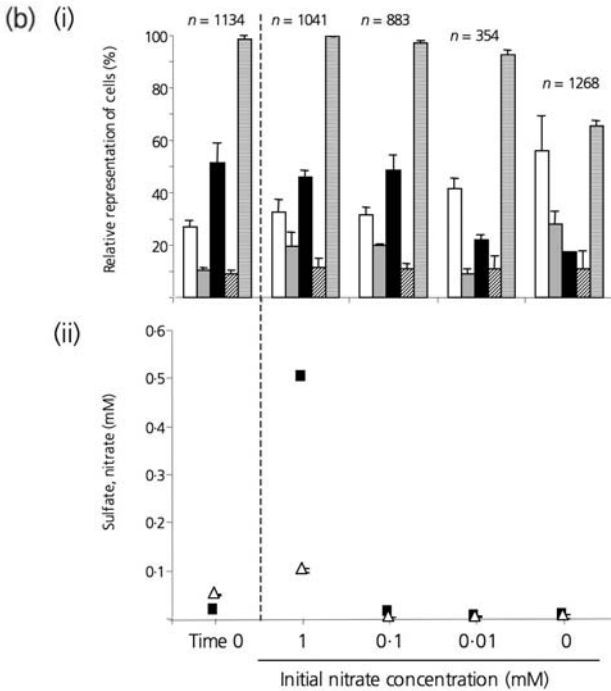 (b) (i)
n = 1134
n = 1041
n = 883
n = 354
n = 1268
Relative representation of cells (%)
100
80
60
40
20
(ii)
Sulfate, nitrate (mM)
0·6
0·5
0·4
0·3
0·2
0·1
Time 0
1
0·1
0·01
0
Initial nitrate concentration (mM)